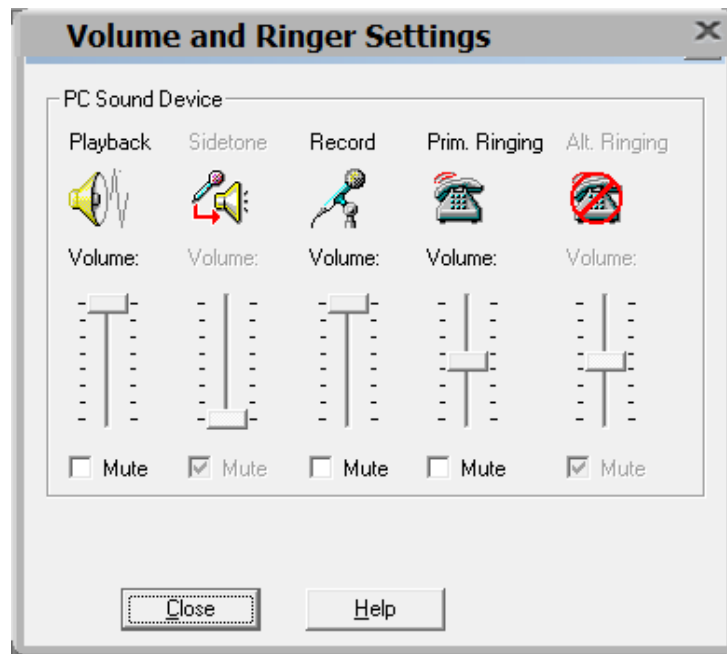 Volume and Ringer Settings
PC Sound Device
Playback Sidetone Record Prim. Ringing Alt. Ringing
Volume: Volume: Volume: Volume: Volume:
Mute Mute Mute Mute Mute
Close Help